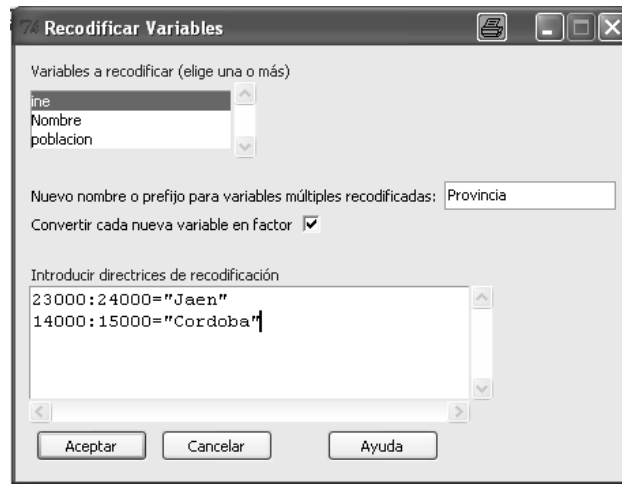 Recodificar Variables
Variables a recodificar (elige una o más)
ine
Nombre
poblacion
Nuevo nombre o prefijo para variables múltiples recodificadas: Provincia
Convertir cada nueva variable en factor
Introducir directrices de recodificación
23000:24000="Jaen"
14000:15000="Cordoba"
Aceptar Cancelar Ayuda